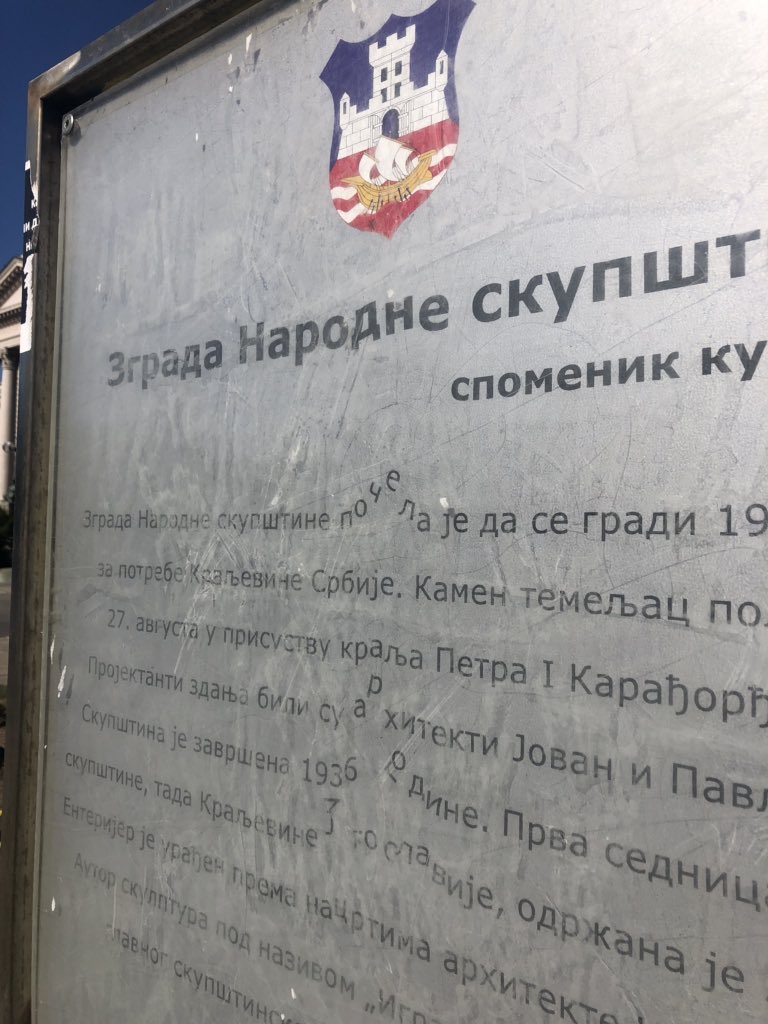 Зграда Народне скупшт
споменик ку
Зграда Народне скупштине почела је да се гради 19
за потребе Краљевине Србије. Камен темељац пол
27. августа у присуству краља Петра I Карађорђ
Пројектанти здања били су архитекти Јован и Павл
Скупштина је завршена 1936 године. Прва седница
скупштине, тада Краљевине Југославије, одржана је
Ентеријер је урађен према нацртима архитекте
Аутор скулптура под називом „Игра
главног скупштинск